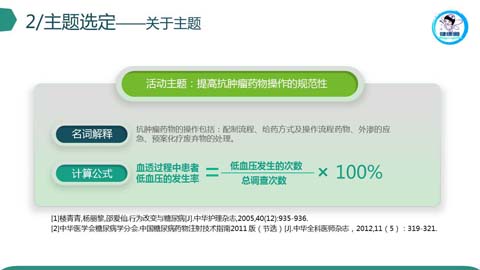 2/主题选定——关于主题
活动主题：提高抗肿瘤药物操作的规范性
名词解释
抗肿瘤药物的操作包括：配制流程、给药方式及操作流程药物、外渗的应
急、预案化疗废弃物的处理。
计算公式
血透过程中患者
低血压的发生率
=
低血压发生的次数
总调查次数
× 100%
[1]楼青青,杨丽黎,邵爱仙.行为改变与糖尿病[J].中华护理杂志,2005,40(12):935-936.
[2]中华医学会糖尿病学分会.中国糖尿病药物注射技术指南2011版（节选）[J].中华全科医师杂志，2012,11（5）：319-321.